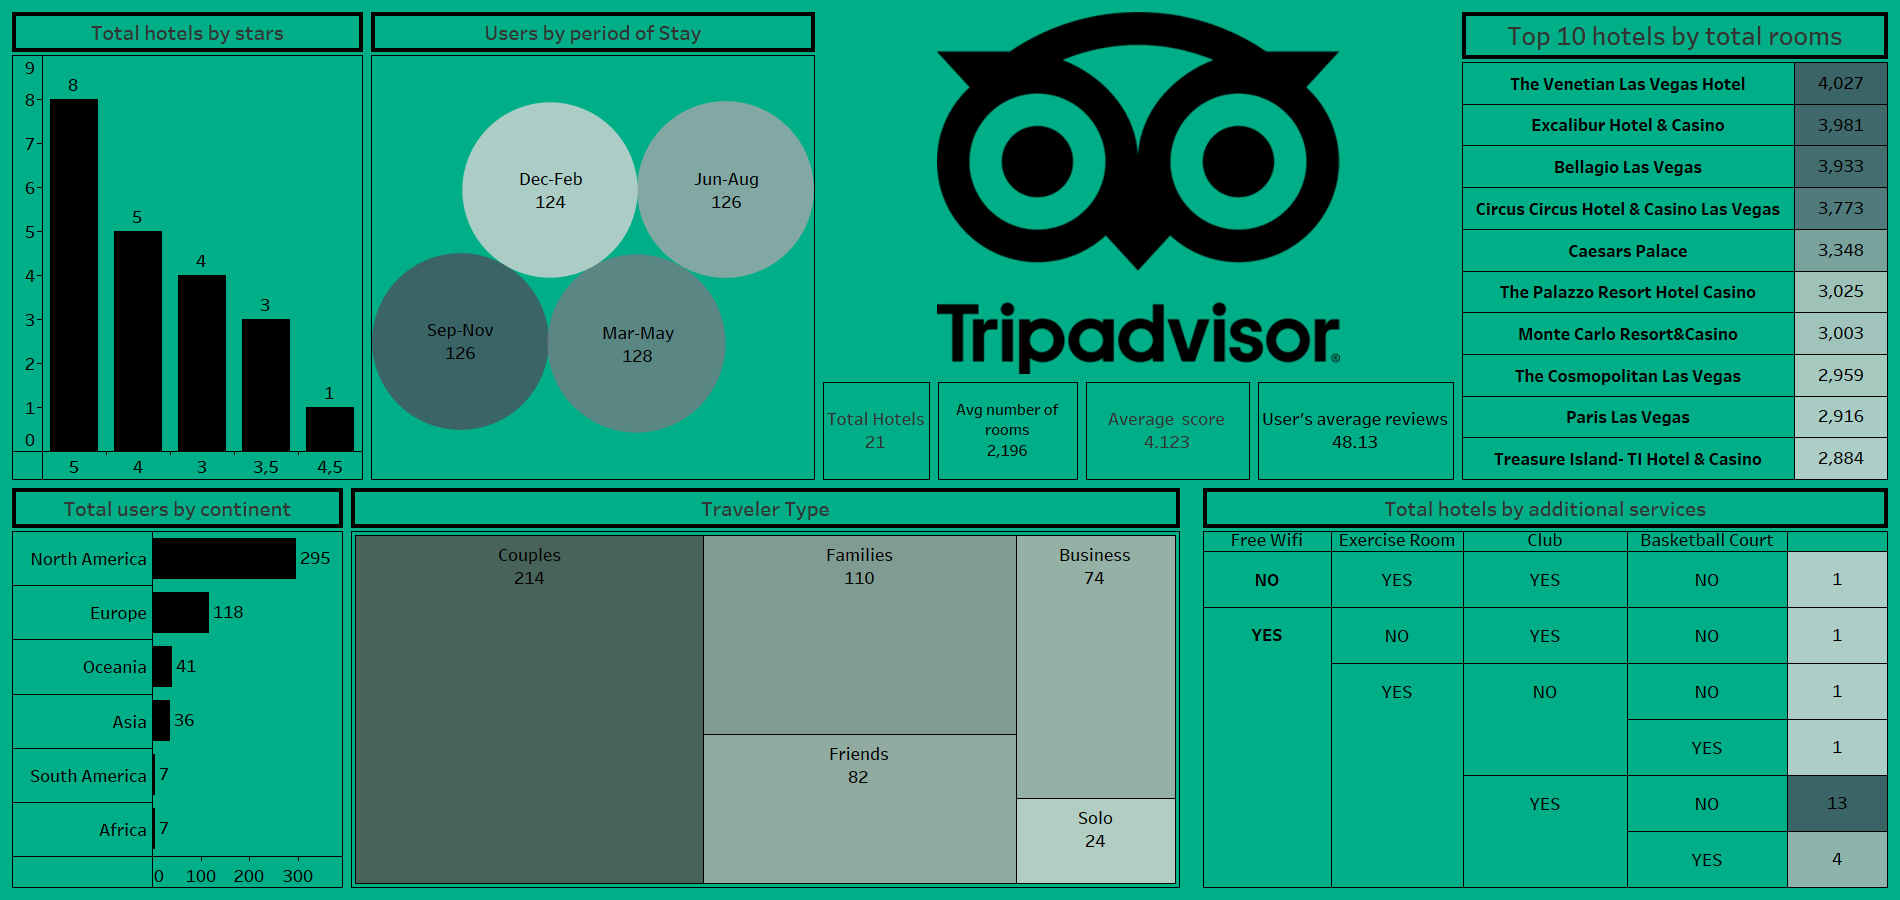 Total hotels by stars
9
8
7
6
5
4
3
2
1
0
8
5
4
3
1
5 4 3 3,5 4,5
Users by period of Stay
Dec-Feb
124
Jun-Aug
126
Sep-Nov
126
Mar-May
128
Tripadvisor®
Total Hotels
21
Avg number of
rooms
2,196
Average score
4.123
User's average reviews
48.13
Top 10 hotels by total rooms
The Venetian Las Vegas Hotel 4,027
Excalibur Hotel & Casino 3,981
Bellagio Las Vegas 3,933
Circus Circus Hotel & Casino Las Vegas 3,773
Caesars Palace 3,348
The Palazzo Resort Hotel Casino 3,025
Monte Carlo Resort&Casino 3,003
The Cosmopolitan Las Vegas 2,959
Paris Las Vegas 2,916
Treasure Island- TI Hotel & Casino 2,884
Total users by continent
North America 295
Europe 118
Oceania 41
Asia 36
South America 7
Africa 7
0 100 200 300
Traveler Type
Couples
214
Families
110
Friends
82
Business
74
Solo
24
Total hotels by additional services
Free Wifi Exercise Room Club Basketball Court
NO YES YES NO 1
YES NO YES NO 1
YES NO NO 1
YES 1
YES NO 13
YES 4